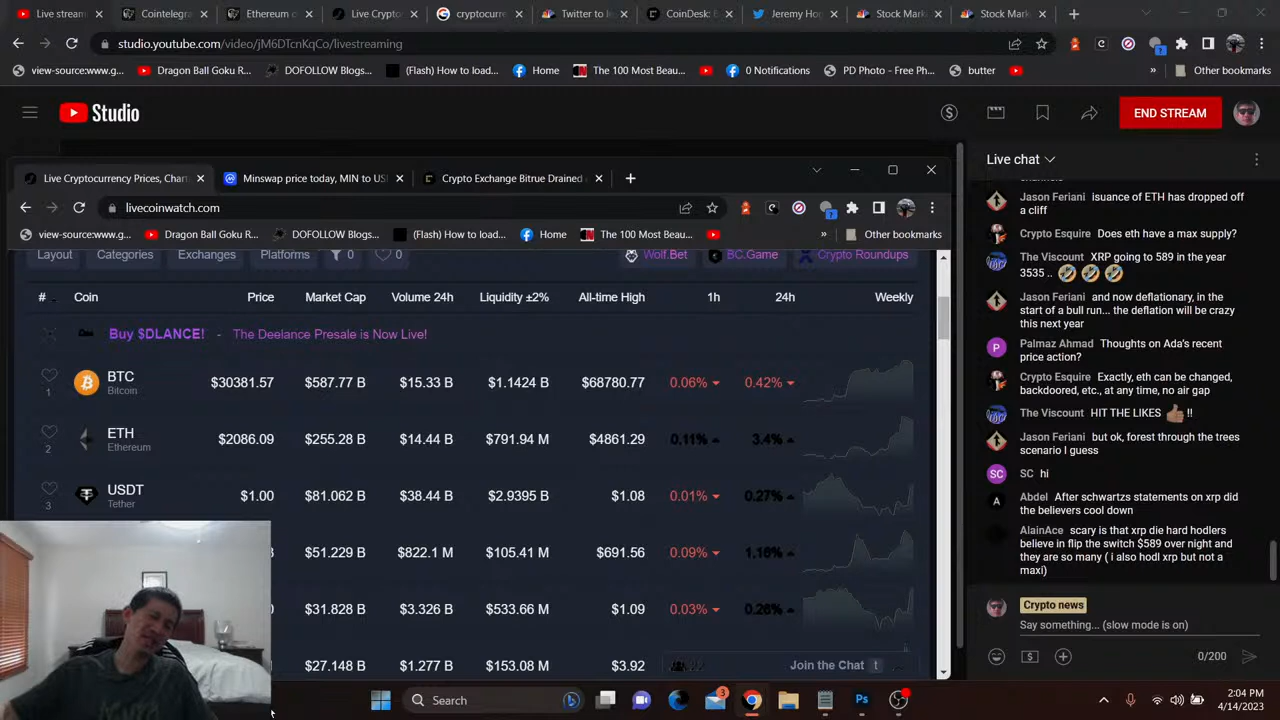 Live stream
Cointelegr
Ethereum c
Live Crypto
cryptocurre
Twitter to le
CoinDesk: B
Jeremy Hog
Stock Mark
Stock Mark
studio.youtube.com/video/jM6DTcnKqCo/livestreaming
view-source:www.g...
Dragon Ball Goku R...
DOFOLLOW Blogs...
(Flash) How to load...
Home
The 100 Most Beau...
0 Notifications
PD Photo - Free Ph...
butter
»
Other bookmarks
Studio
END STREAM
Live Cryptocurrency Prices, Char
Minswap price today, MIN to US
Crypto Exchange Bitrue Drained
livecoinwatch.com
view-source:www.g...
Dragon Ball Goku R...
DOFOLLOW Blogs...
(Flash) How to load...
Home
The 100 Most Beau...
»
Other bookmarks
Layout
Categories
Exchanges
Platforms
0
0
Wolf.Bet
BC.Game
Crypto Roundups
# Coin Price Market Cap Volume 24h Liquidity ±2% All-time High 1h 24h Weekly
Buy $DLANCE! - The Deelance Presale is Now Live!
1 BTC $30381.57 $587.77 B $15.33 B $1.1424 B $68780.77 0.06% 0.42%
Bitcoin
2 ETH $2086.09 $255.28 B $14.44 B $791.94 M $4861.29 0.11% 3.4%
Ethereum
3 USDT $1.00 $81.062 B $38.44 B $2.9395 B $1.08 0.01% 0.27%
Tether
$51.229 B $822.1 M $105.41 M $691.56 0.09% 1.16%
$31.828 B $3.326 B $533.66 M $1.09 0.03% 0.26%
$27.148 B $1.277 B $153.08 M $3.92
Join the Chat t
Live chat
Jason Feriani isuance of ETH has dropped off
a cliff
Crypto Esquire Does eth have a max supply?
The Viscount XRP going to 589 in the year
3535 .. 🤣 🤣 🤣
Jason Feriani and now deflationary, in the
start of a bull run... the deflation will be crazy
this next year
Palmaz Ahmad Thoughts on Ada's recent
price action?
Crypto Esquire Exactly, eth can be changed,
backdoored, etc., at any time, no air gap
The Viscount HIT THE LIKES 👍🏽 !!
Jason Feriani but ok, forest through the trees
scenario I guess
SC hi
Abdel After schwartzs statements on xrp did
the believers cool down
AlainAce scary is that xrp die hard hodlers
believe in flip the switch $589 over night and
they are so many ( i also hodl xrp but not a
maxi)
Crypto news
Say something... (slow mode is on)
0/200
Search
3
2:04 PM
4/14/2023